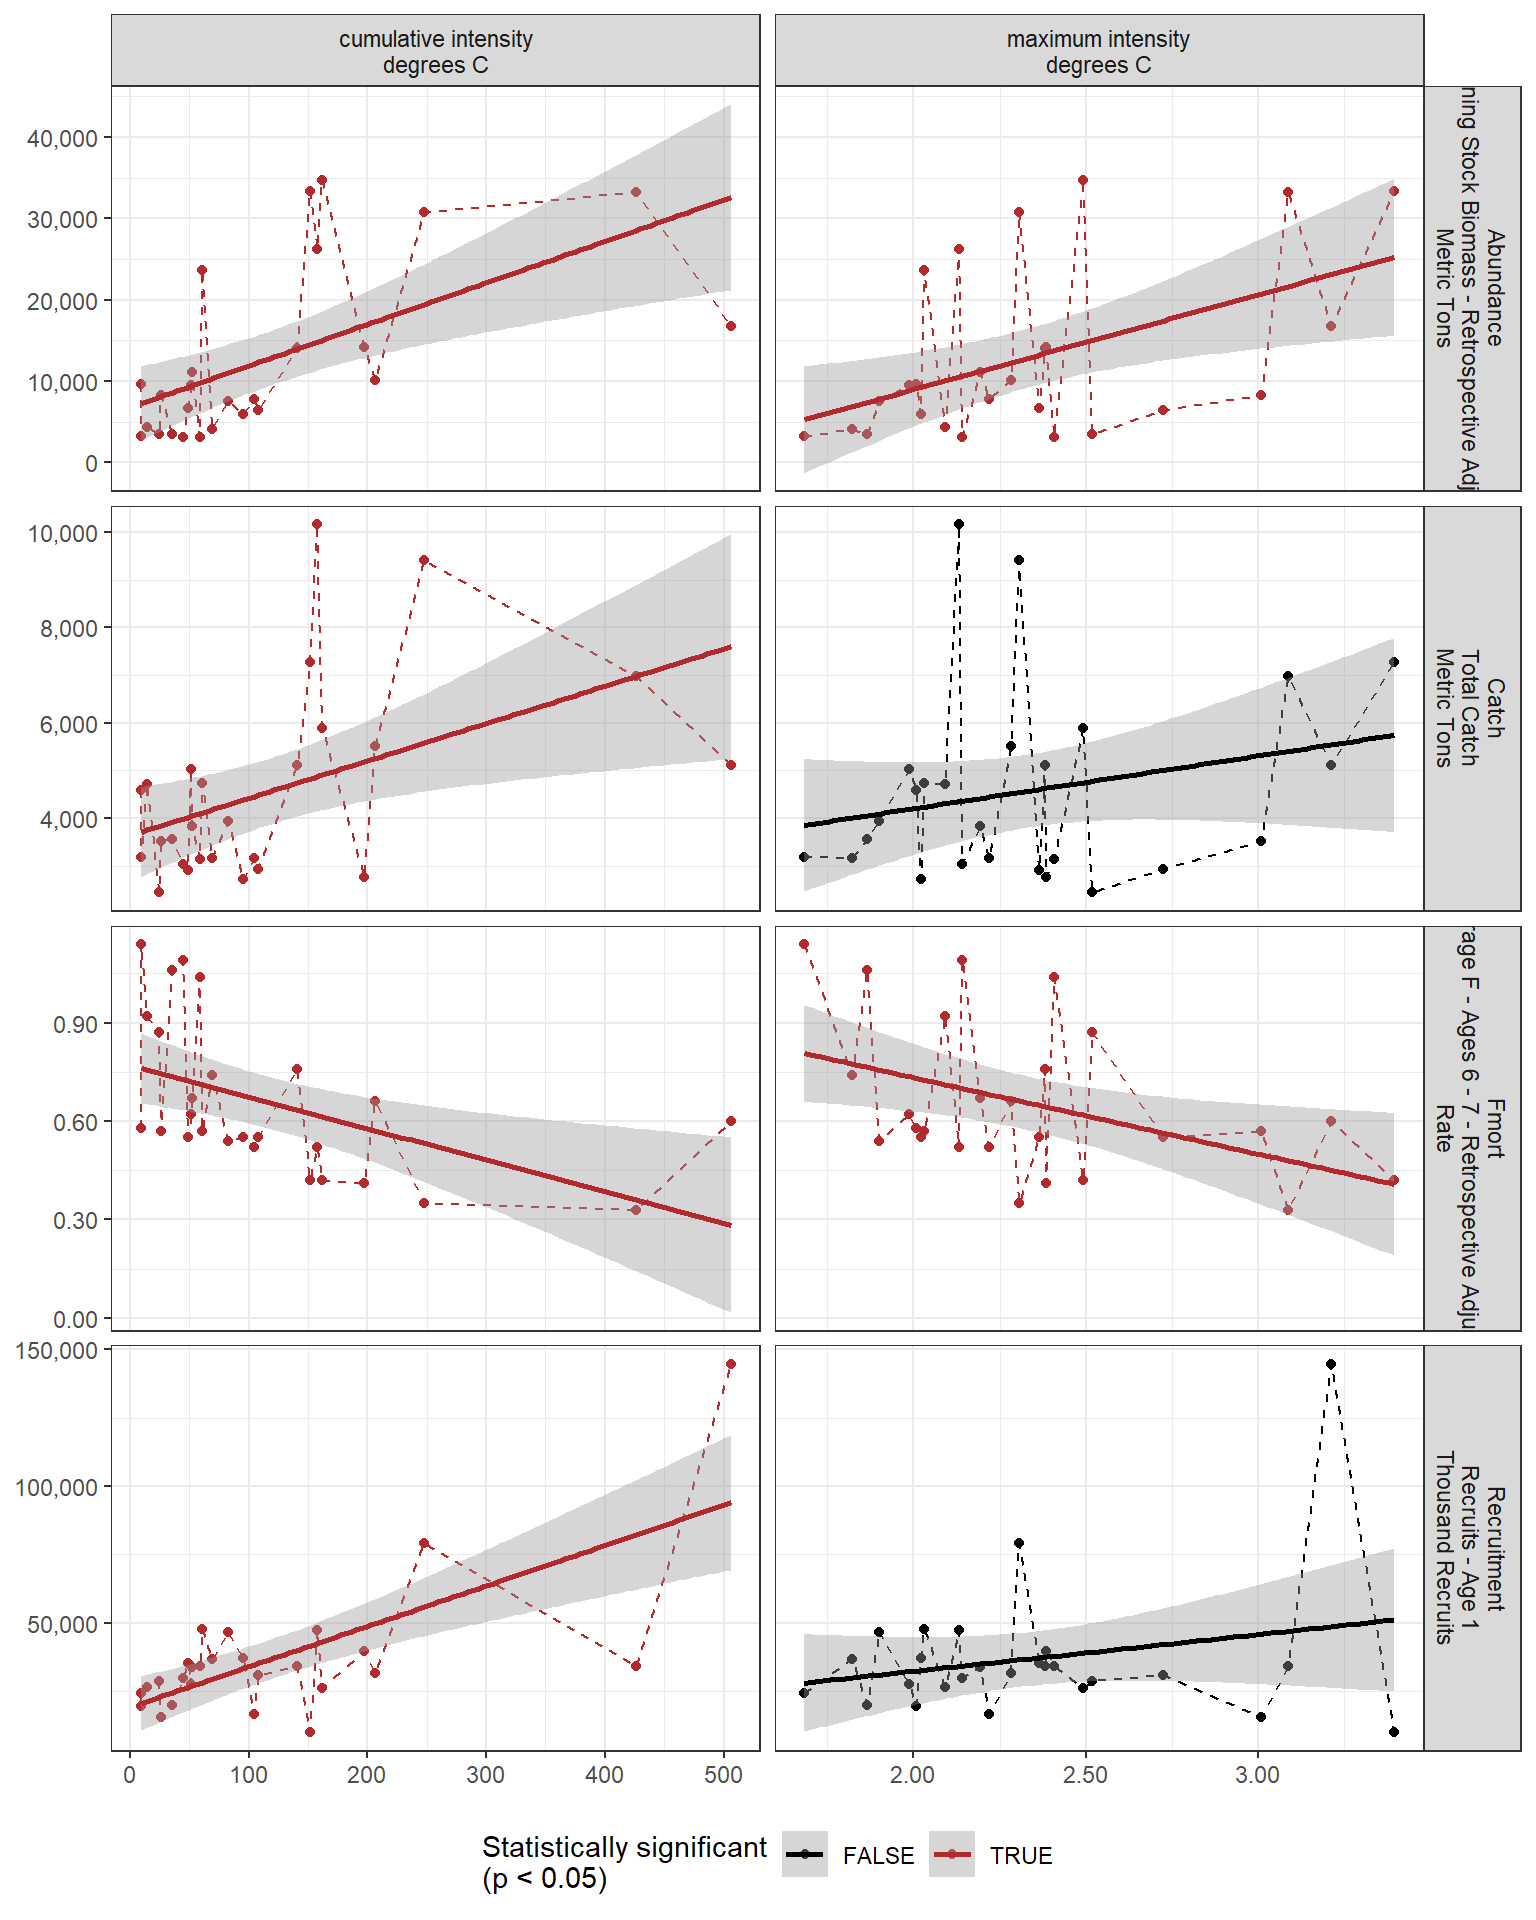 cumulative intensity
degrees C
maximum intensity
degrees C
40,000
30,000
20,000
10,000
0
Abundance
ning Stock Biomass - Retrospective Adj
Metric Tons
10,000
8,000
6,000
4,000
Catch
Total Catch
Metric Tons
0.90
0.60
0.30
0.00
Fmort
rage F - Ages 6 - 7 - Retrospective Adju
Rate
150,000
100,000
50,000
Recruitment
Recruits - Age 1
Thousand Recruits
0 100 200 300 400 500
2.00 2.50 3.00
Statistically significant
(p < 0.05)
FALSE
TRUE